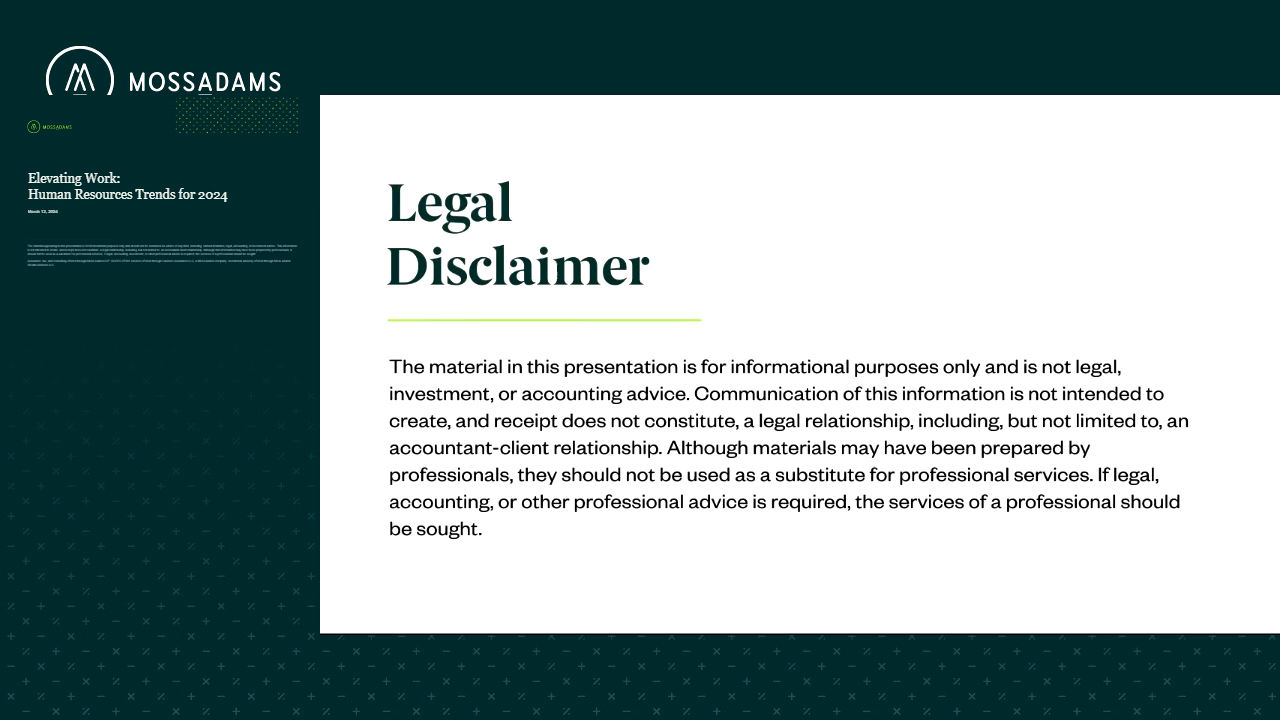 MOSSADAMS
MOSSADAMS
Elevating Work:
Human Resources Trends for 2024
March 13, 2024
Legal
Disclaimer
The material in this presentation is for informational purposes only and is not legal,
investment, or accounting advice. Communication of this information is not intended to
create, and receipt does not constitute, a legal relationship, including, but not limited to, an
accountant-client relationship. Although materials may have been prepared by
professionals, they should not be used as a substitute for professional services. If legal,
accounting, or other professional advice is required, the services of a professional should
be sought.